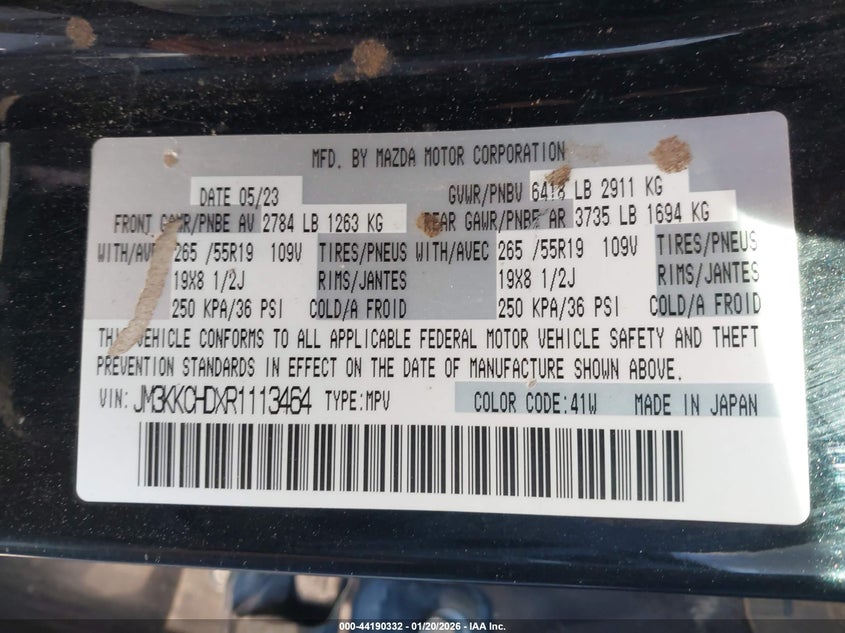 MFD. BY MAZDA MOTOR CORPORATION
DATE 05/23 GVWR/PNBV 6418 LB 2911 KG
FRONT GAWR/PNBE AV 2784 LB 1263 KG REAR GAWR/PNBE AR 3735 LB 1694 KG
WITH/AVEC 265 /55R19 109V TIRES/PNEUS WITH/AVEC 265 /55R19 109V TIRES/PNEUS
19X8 1/2J RIMS/JANTES 19X8 1/2J RIMS/JANTES
250 KPA/36 PSI COLD/A FROID 250 KPA/36 PSI COLD/A FROID
THIS VEHICLE CONFORMS TO ALL APPLICABLE FEDERAL MOTOR VEHICLE SAFETY AND THEFT
PREVENTION STANDARDS IN EFFECT ON THE DATE OF MANUFACTURE SHOWN ABOVE.
VIN: JM3KKCHDXR1113464 TYPE:MPV COLOR CODE:41W MADE IN JAPAN
000-44190332 - 01/20/2026 - IAA Inc.